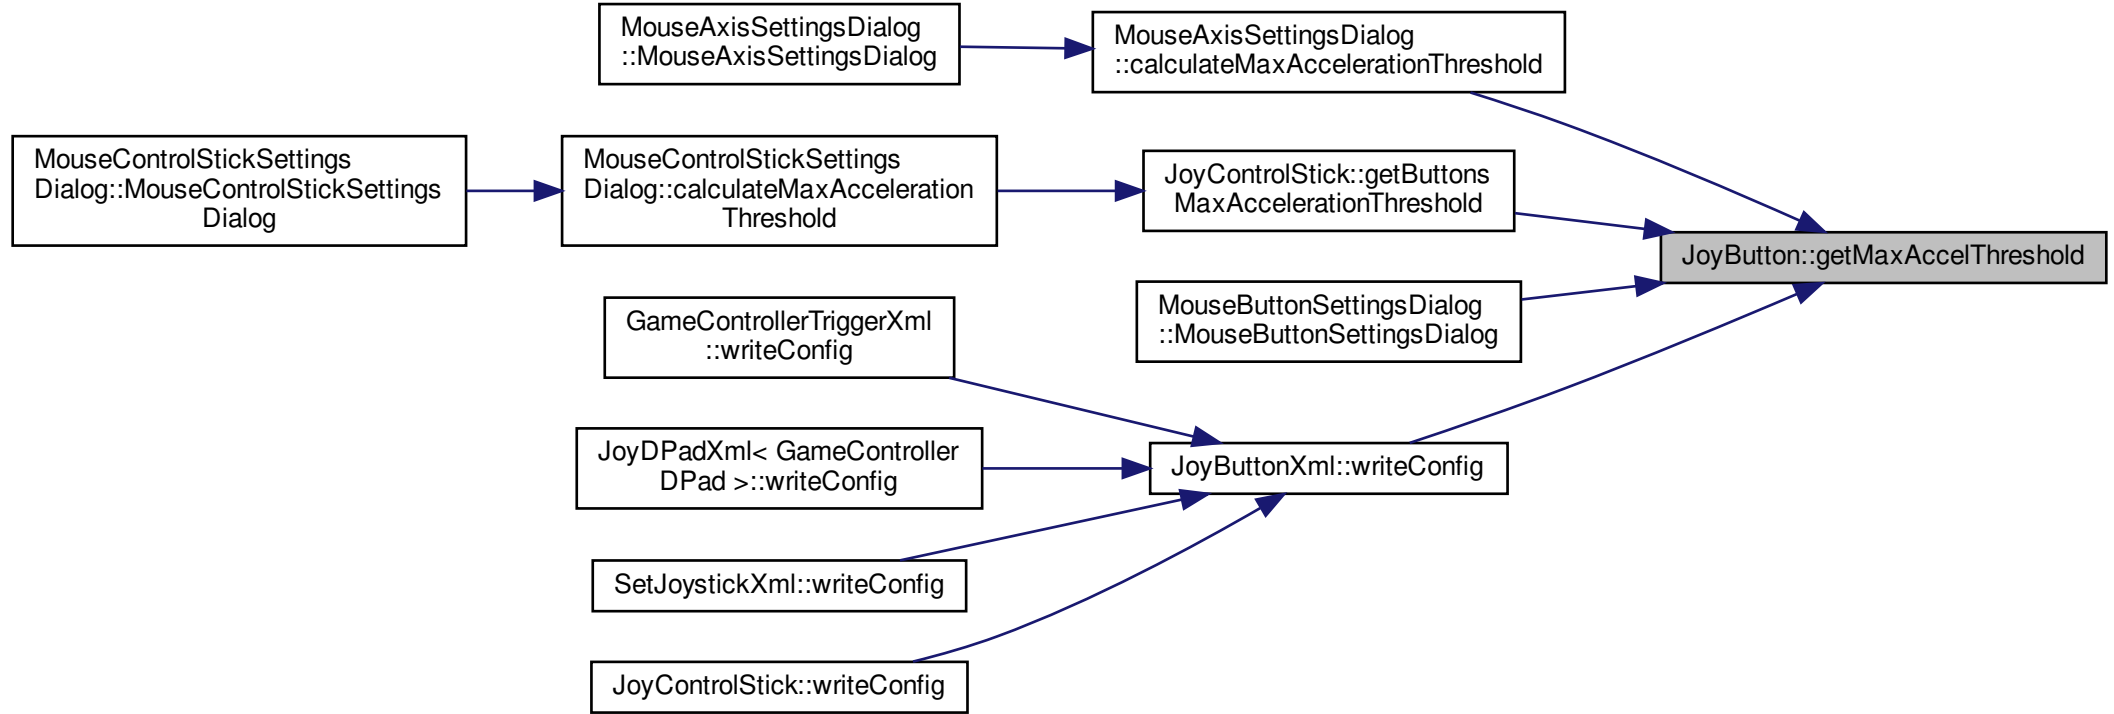 MouseAxisSettingsDialog
::MouseAxisSettingsDialog
MouseAxisSettingsDialog
::calculateMaxAccelerationThreshold
MouseControlStickSettings
Dialog::MouseControlStickSettings
Dialog
MouseControlStickSettings
Dialog::calculateMaxAcceleration
Threshold
JoyControlStick::getButtons
MaxAccelerationThreshold
JoyButton::getMaxAccelThreshold
MouseButtonSettingsDialog
::MouseButtonSettingsDialog
GameControllerTriggerXml
::writeConfig
JoyDPadXml< GameController
DPad >::writeConfig
JoyButtonXml::writeConfig
SetJoystickXml::writeConfig
JoyControlStick::writeConfig